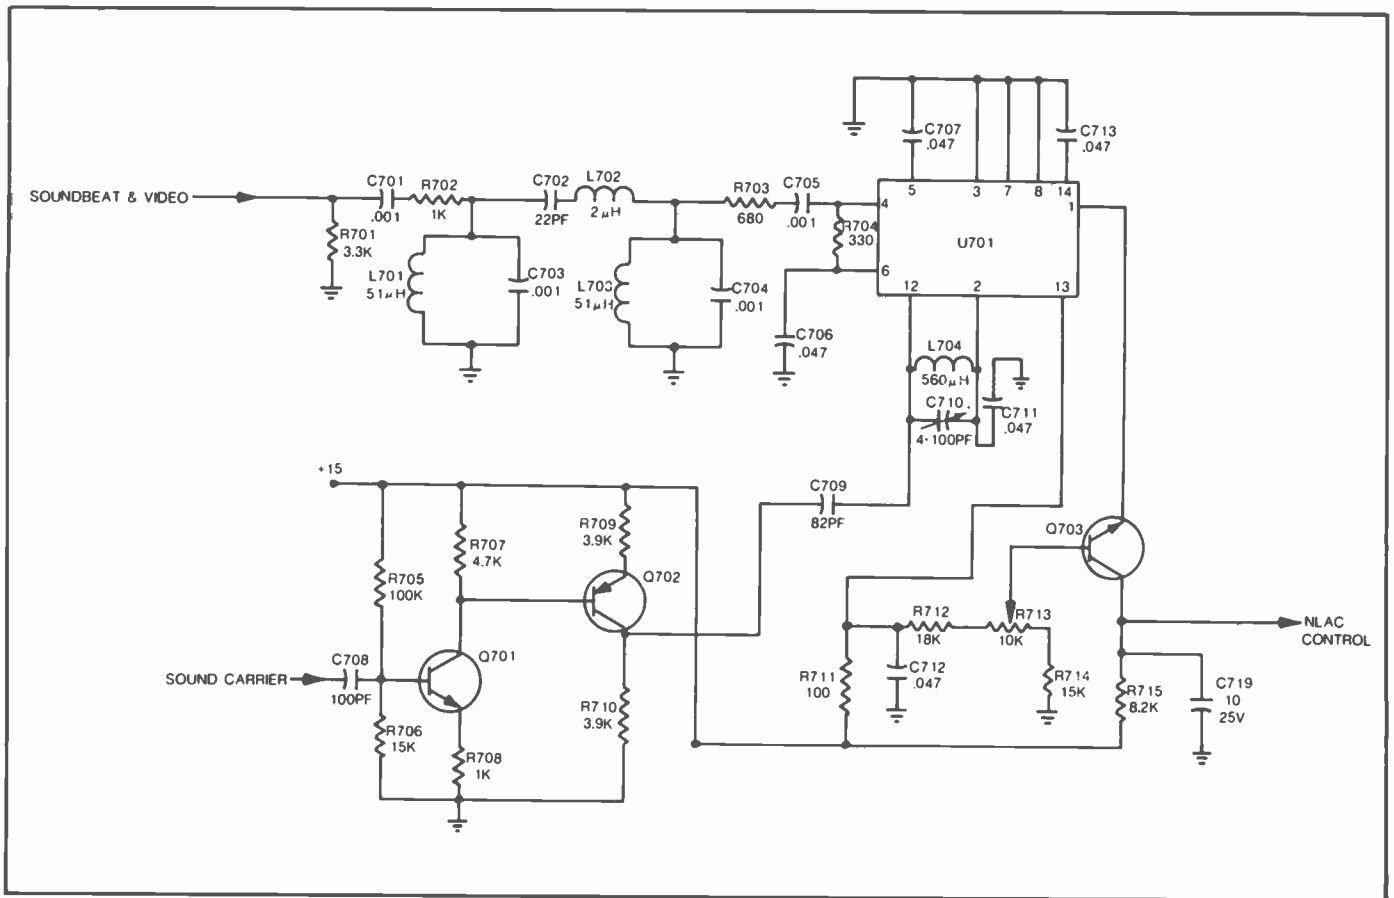 C707
.047
C713
.047
SOUNDBEAT & VIDEO
C701
.001
R702
1K
C702
22PF
L702
2μH
R703
680
C705
.001
R701
3.3K
L701
51μH
C703
.001
51μH
C704
.001
R704
330
C706
.047
5
3
7
8
14
4
1
U701
6
12
2
13
L704
560μH
C710
4-100PF
C711
.047
+15
C709
82PF
R709
3.9K
R707
4.7K
R705
100K
Q702
Q703
SOUND CARRIER
C708
100PF
Q701
R706
15K
R708
1K
R710
3.9K
R712
18K
R713
10K
R711
100
C712
.047
R714
15K
R715
8.2K
C719
10
25V
NLAC
CONTROL